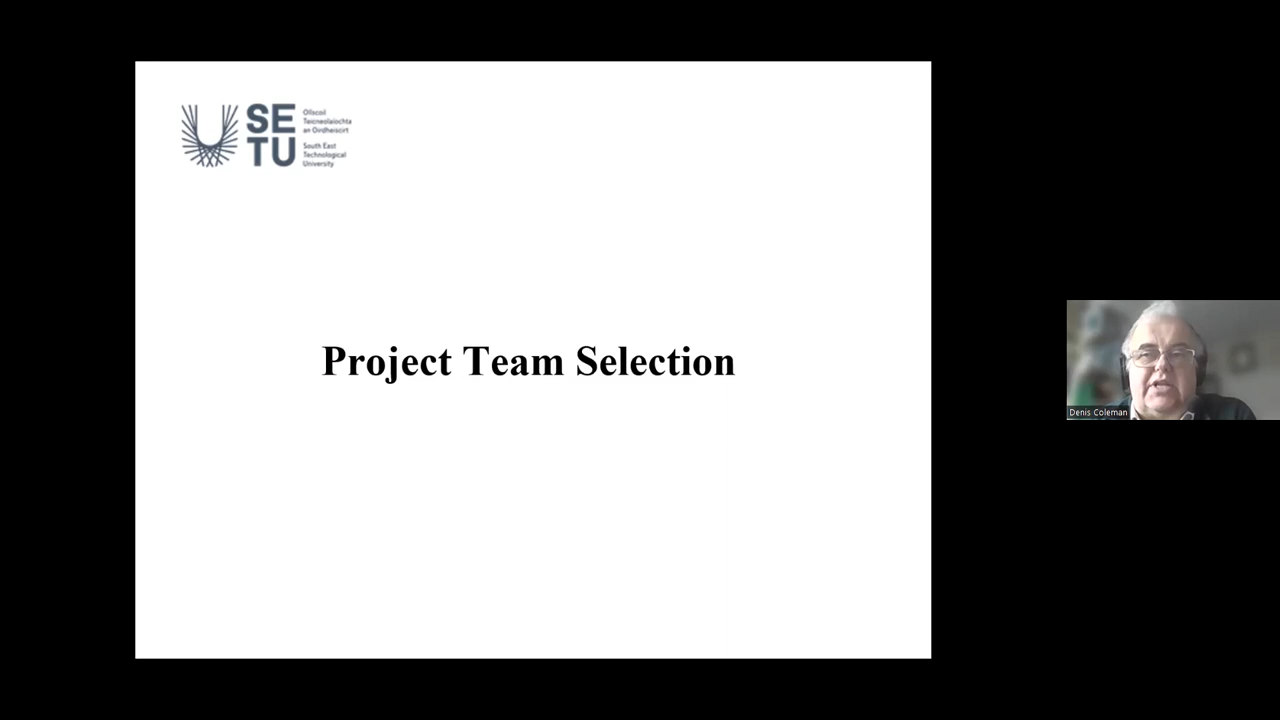 SE
TU
Ollscoil
Teicneolaíochta
an Oirdheiscirt
South East
Technological
University
Project Team Selection
Denis Coleman